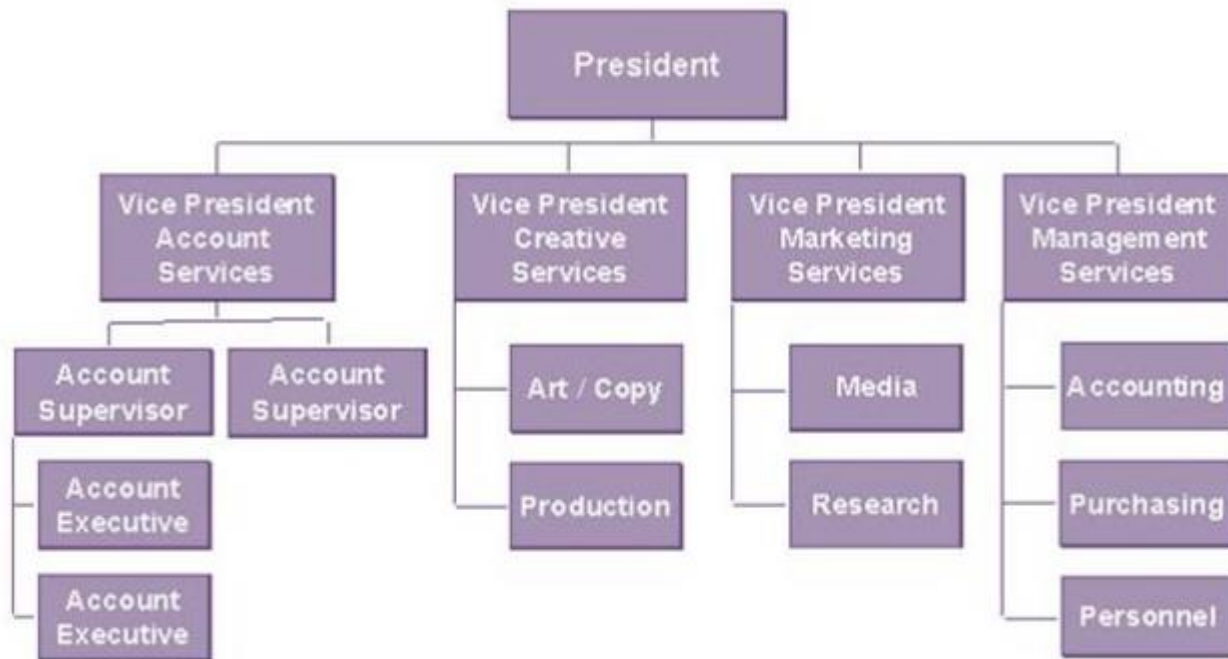 President
Vice President
Account
Services
Vice President
Creative
Services
Vice President
Marketing
Services
Vice President
Management
Services
Account
Supervisor
Account
Supervisor
Account
Executive
Account
Executive
Art / Copy
Production
Media
Research
Accounting
Purchasing
Personnel